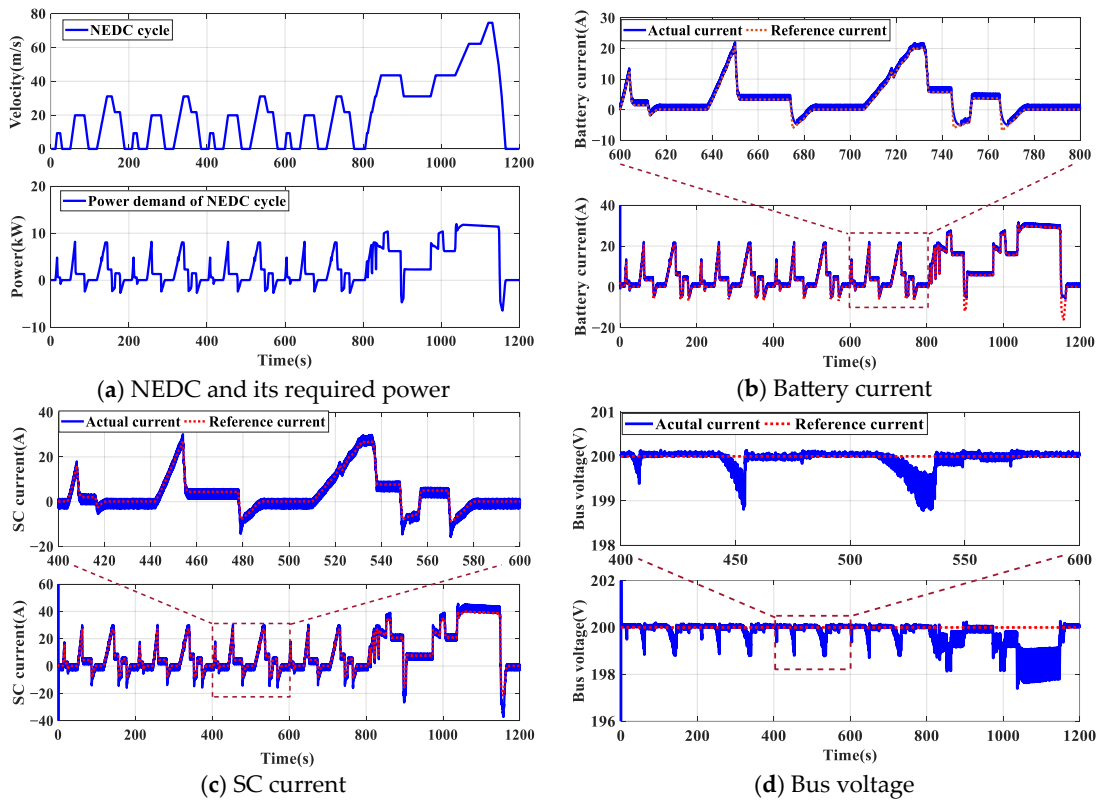 80
60
40
20
0
Velocity(m/s)
NEDC cycle
0 200 400 600 800 1000 1200
20
10
0
-10
Power(kW)
Power demand of NEDC cycle
0 200 400 600 800 1000 1200
Time(s)
(a) NEDC and its required power
30
20
10
0
-10
Battery current(A)
Actual current Reference current
600 620 640 660 680 700 720 740 760 780 800
40
20
0
-20
Battery current(A)
0 200 400 600 800 1000 1200
Time(s)
(b) Battery current
40
20
0
-20
SC current(A)
Actual current Reference current
400 420 440 460 480 500 520 540 560 580 600
60
40
20
0
-20
-40
SC current(A)
0 200 400 600 800 1000 1200
Time(s)
(c) SC current
201
200
199
198
Bus voltage(V)
Acutal current Reference current
400 450 500 550 600
202
200
198
196
Bus voltage(V)
0 200 400 600 800 1000 1200
Time(s)
(d) Bus voltage